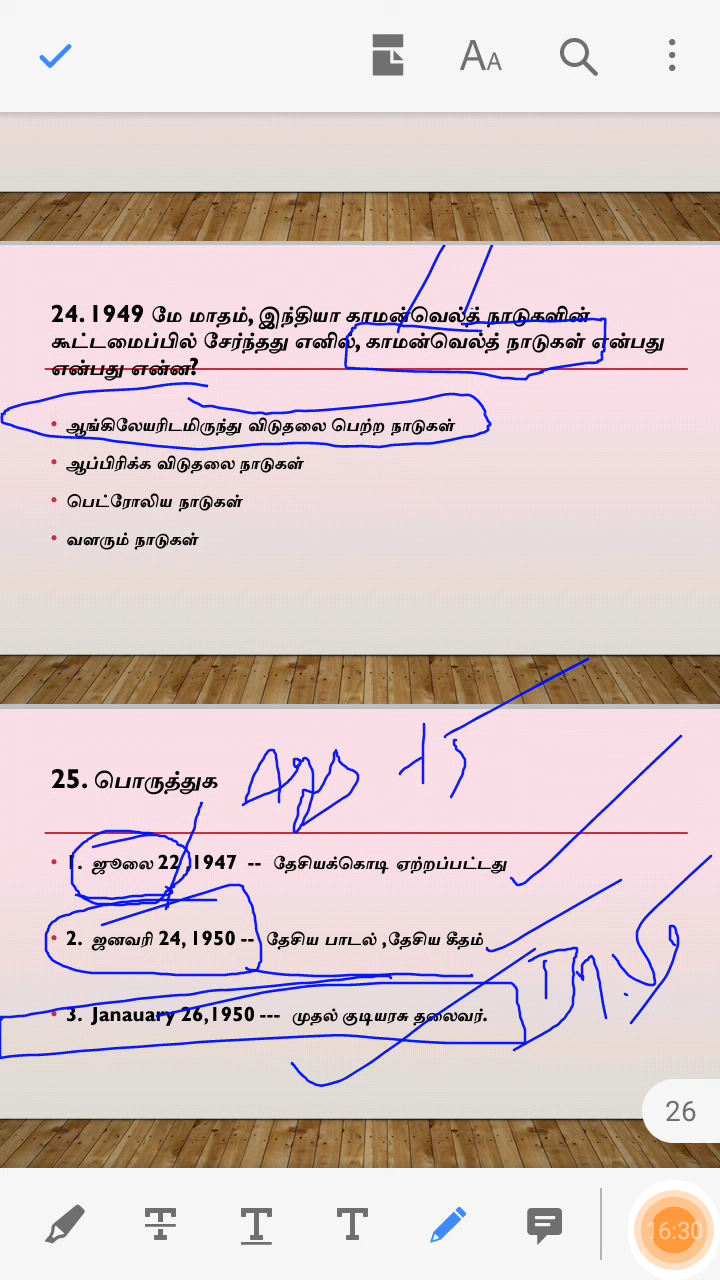 AA
24. 1949 மே மாதம், இந்தியா காமன்வெல்த் நாடுகளின்
கூட்டமைப்பில் சேர்ந்தது எனில், காமன்வெல்த் நாடுகள் என்பது
என்பது என்ன?
• ஆங்கிலேயரிடமிருந்து விடுதலை பெற்ற நாடுகள்
• ஆப்பிரிக்க விடுதலை நாடுகள்
• பெட்ரோலிய நாடுகள்
• வளரும் நாடுகள்
25. பொருத்துக
15
• 1. ஜூலை 22 ,1947 -- தேசியக்கொடி ஏற்றப்பட்டது
• 2. ஜனவரி 24, 1950 -- தேசிய பாடல் ,தேசிய கீதம்
• 3. Janauary 26,1950 --- முதல் குடியரசு தலைவர்.
26
T T T
16:30